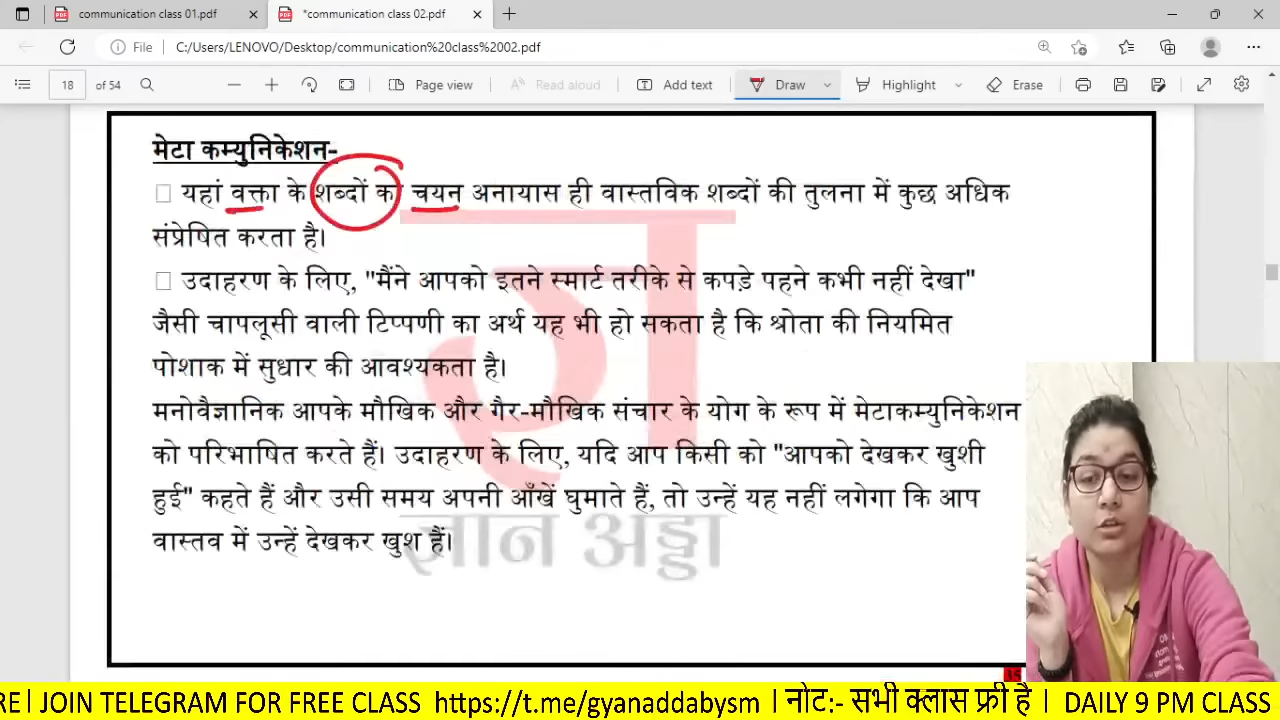 communication class 01.pdf
*communication class 02.pdf
File
C:/Users/LENOVO/Desktop/communication%20class%2002.pdf
18 of 54
Page view
Read aloud
Add text
Draw
Highlight
Erase
मेटा कम्युनिकेशन-
यहां वक्ता के शब्दों का चयन अनायास ही वास्तविक शब्दों की तुलना में कुछ अधिक
संप्रेषित करता है।
उदाहरण के लिए, "मैंने आपको इतने स्मार्ट तरीके से कपड़े पहने कभी नहीं देखा"
जैसी चापलूसी वाली टिप्पणी का अर्थ यह भी हो सकता है कि श्रोता की नियमित
पोशाक में सुधार की आवश्यकता है।
मनोवैज्ञानिक आपके मौखिक और गैर-मौखिक संचार के योग के रूप में मेटाकम्युनिकेशन
को परिभाषित करते हैं। उदाहरण के लिए, यदि आप किसी को "आपको देखकर खुशी
हुई" कहते हैं और उसी समय अपनी आँखें घुमाते हैं, तो उन्हें यह नहीं लगेगा कि आप
वास्तव में उन्हें देखकर खुश हैं।
ज्ञान अड्डा
35
RE। JOIN TELEGRAM FOR FREE CLASS https://t.me/gyanaddabysm । नोट:- सभी क्लास फ्री है । DAILY 9 PM CLASS